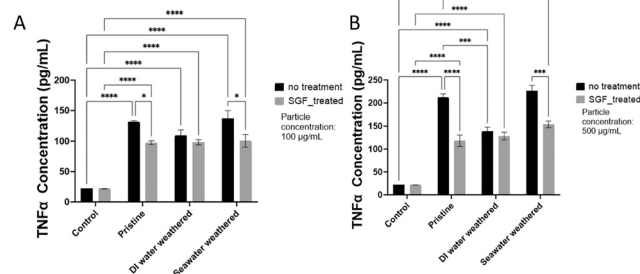 A
TNFα Concentration (pg/mL)
200
150
100
50
0
****
****
****
****
****
****
*
*
Control
Pristine
DI water weathered
Seawater weathered
no treatment
SGF_treated
Particle
concentration:
100 µg/mL
B
TNFα Concentration (pg/mL)
250
200
150
100
50
0
****
****
***
****
****
****
***
Control
Pristine
DI water weathered
Seawater weathered
no treatment
SGF_treated
Particle
concentration:
500 µg/mL